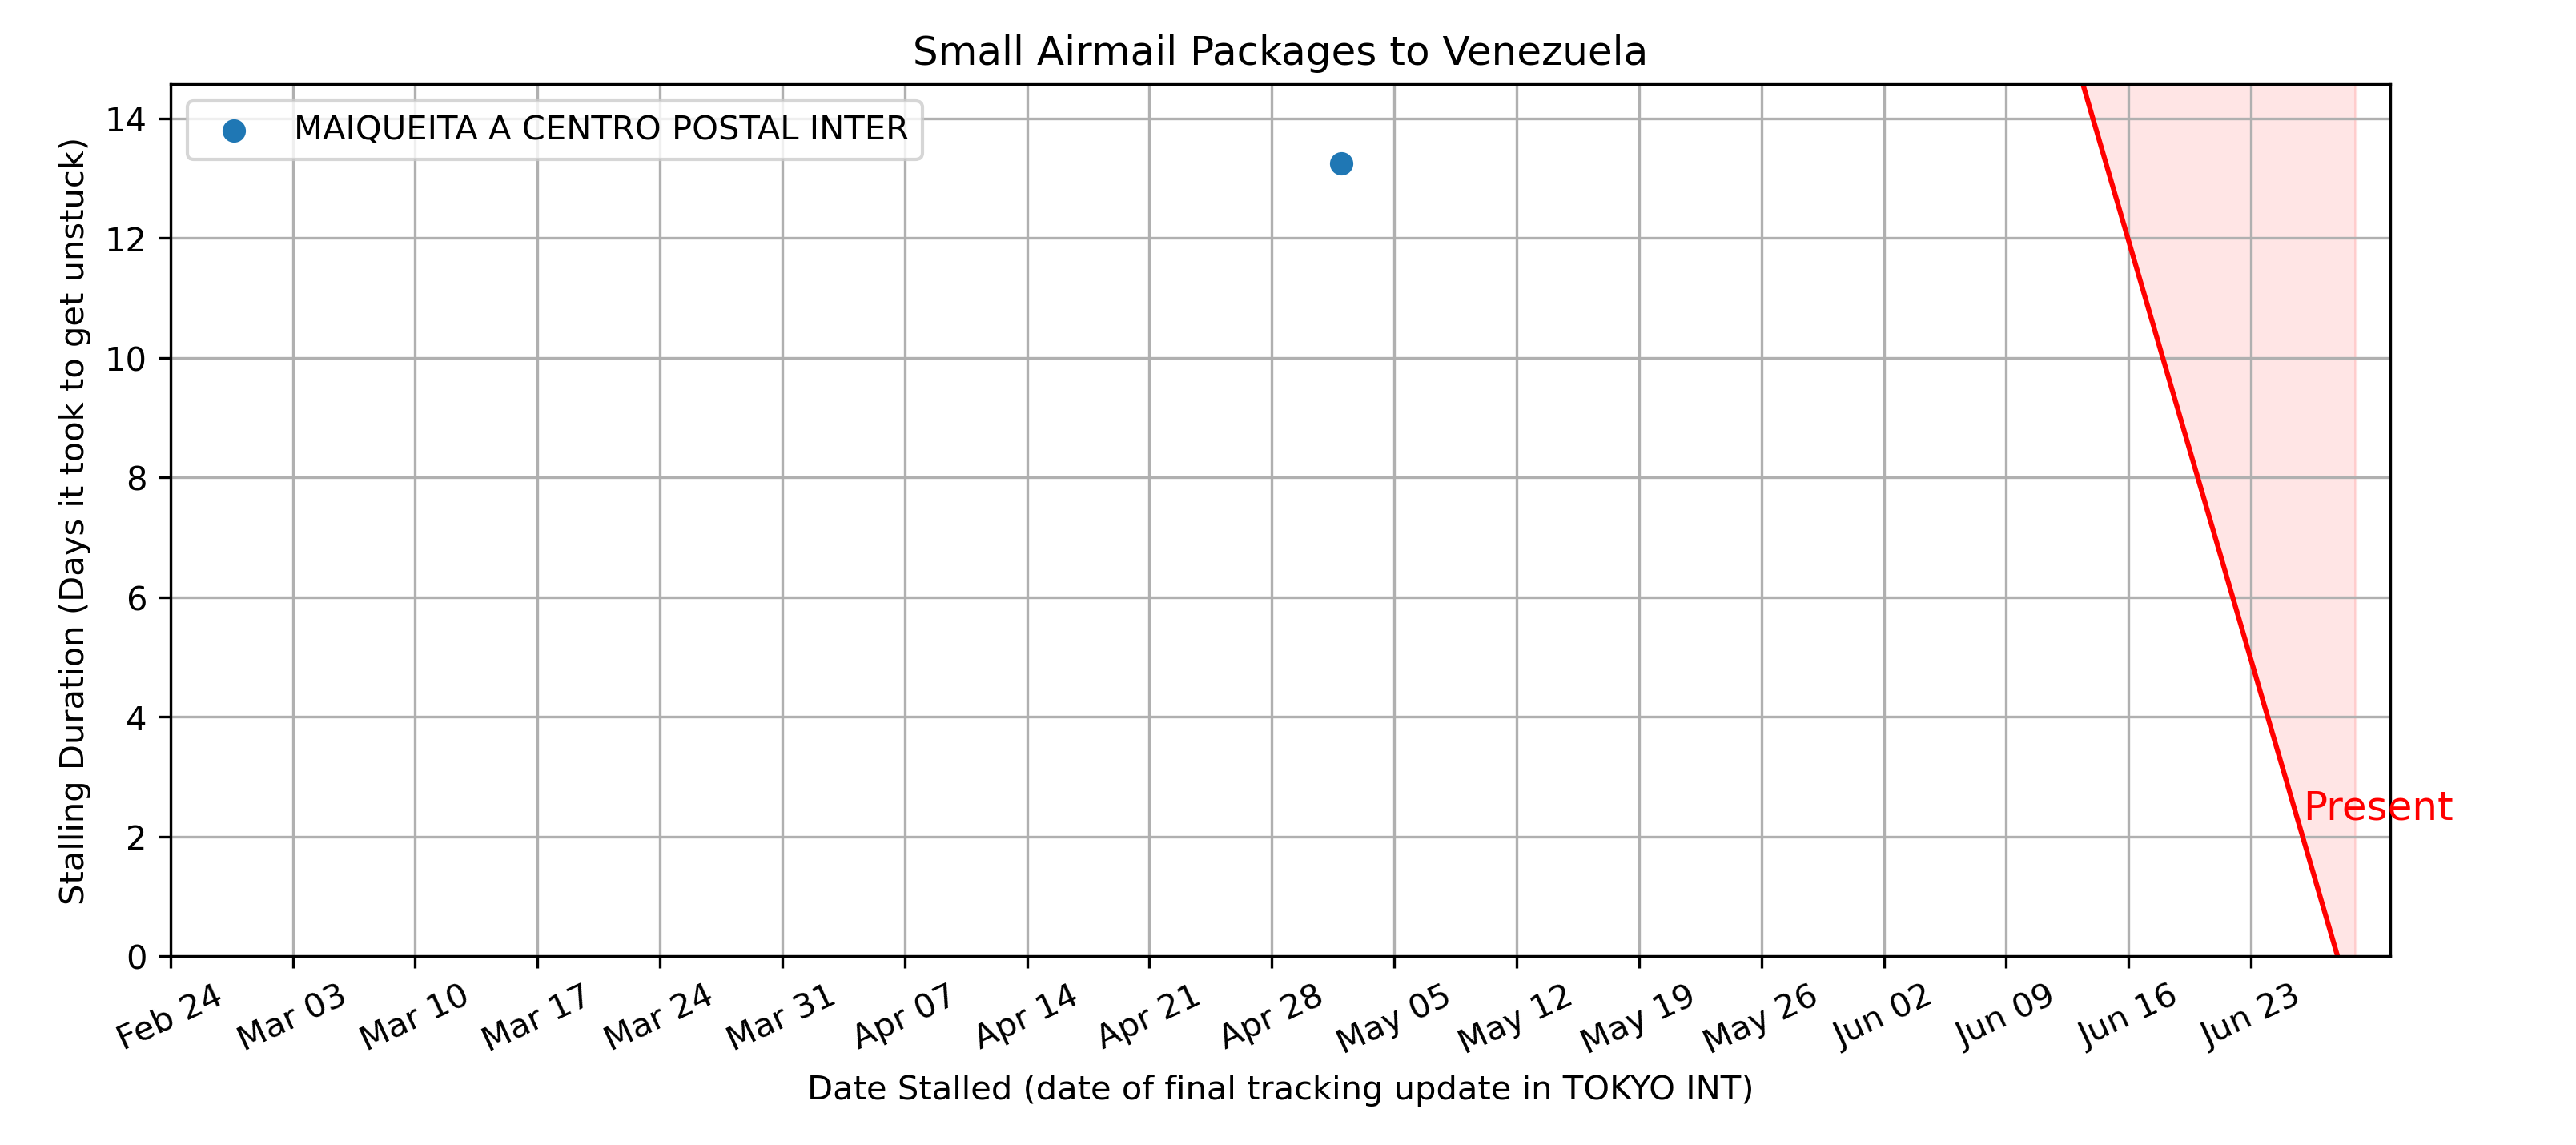 Small Airmail Packages to Venezuela
MAIQUEITA A CENTRO POSTAL INTER
Stalling Duration (Days it took to get unstuck)
14
12
10
8
6
4
2
0
Present
Feb 24
Mar 03
Mar 10
Mar 17
Mar 24
Mar 31
Apr 07
Apr 14
Apr 21
Apr 28
May 05
May 12
May 19
May 26
Jun 02
Jun 09
Jun 16
Jun 23
Date Stalled (date of final tracking update in TOKYO INT)